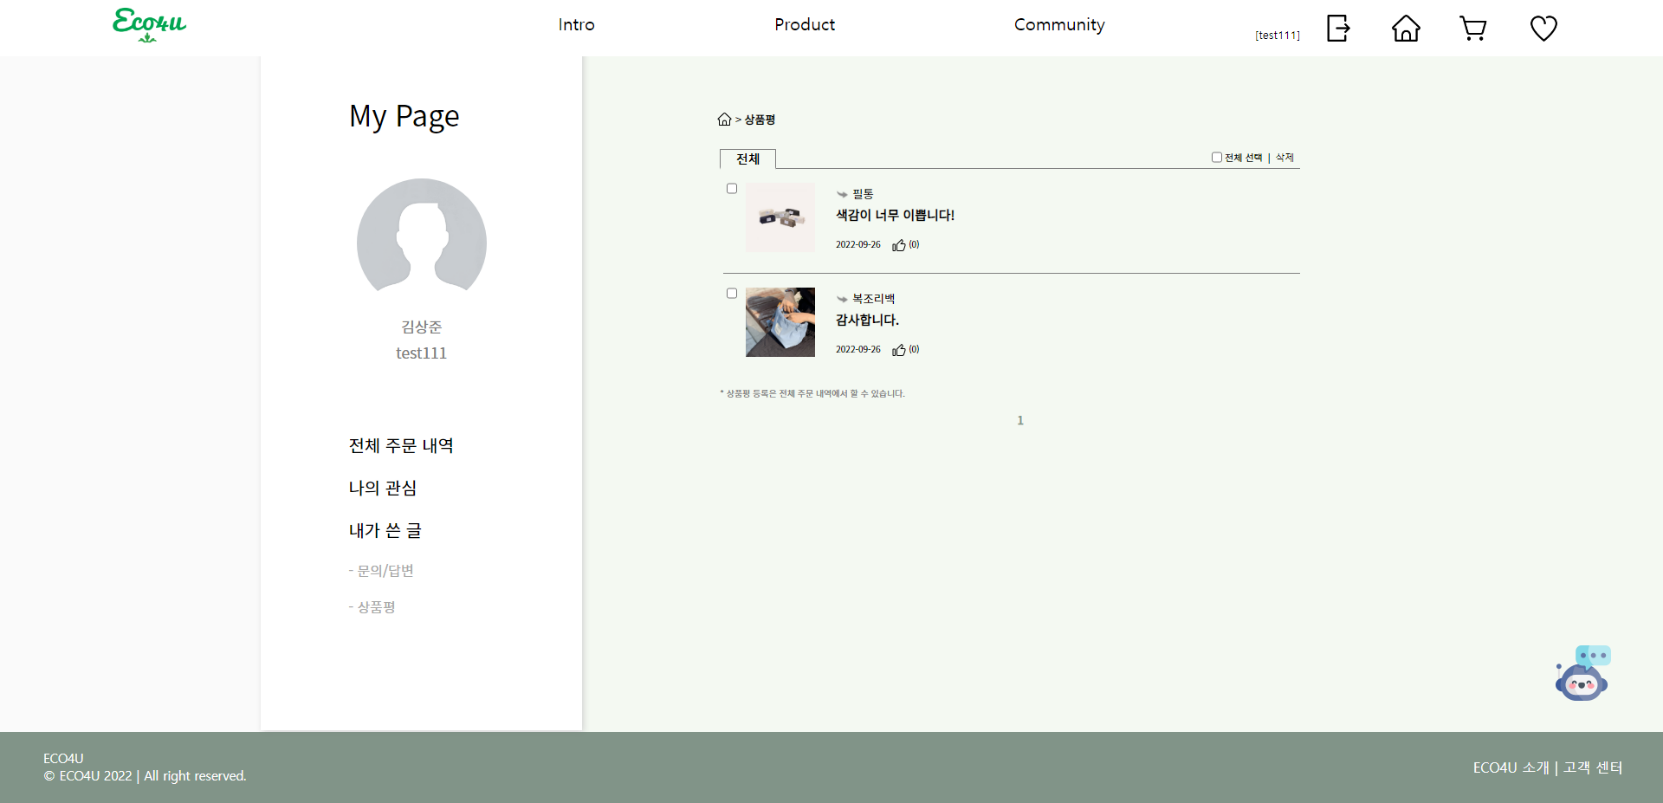 Eco4u
Intro
Product
Community
[test111]
My Page
김상준
test111
전체 주문 내역
나의 관심
내가 쓴 글
- 문의/답변
- 상품평
> 상품평
전체
전체 선택 | 삭제
필통
색감이 너무 이쁩니다!
2022-09-26 (0)
복조리백
감사합니다.
2022-09-26 (0)
* 상품평 등록은 전체 주문 내역에서 할 수 있습니다.
1
ECO4U
© ECO4U 2022 | All right reserved.
ECO4U 소개 | 고객 센터